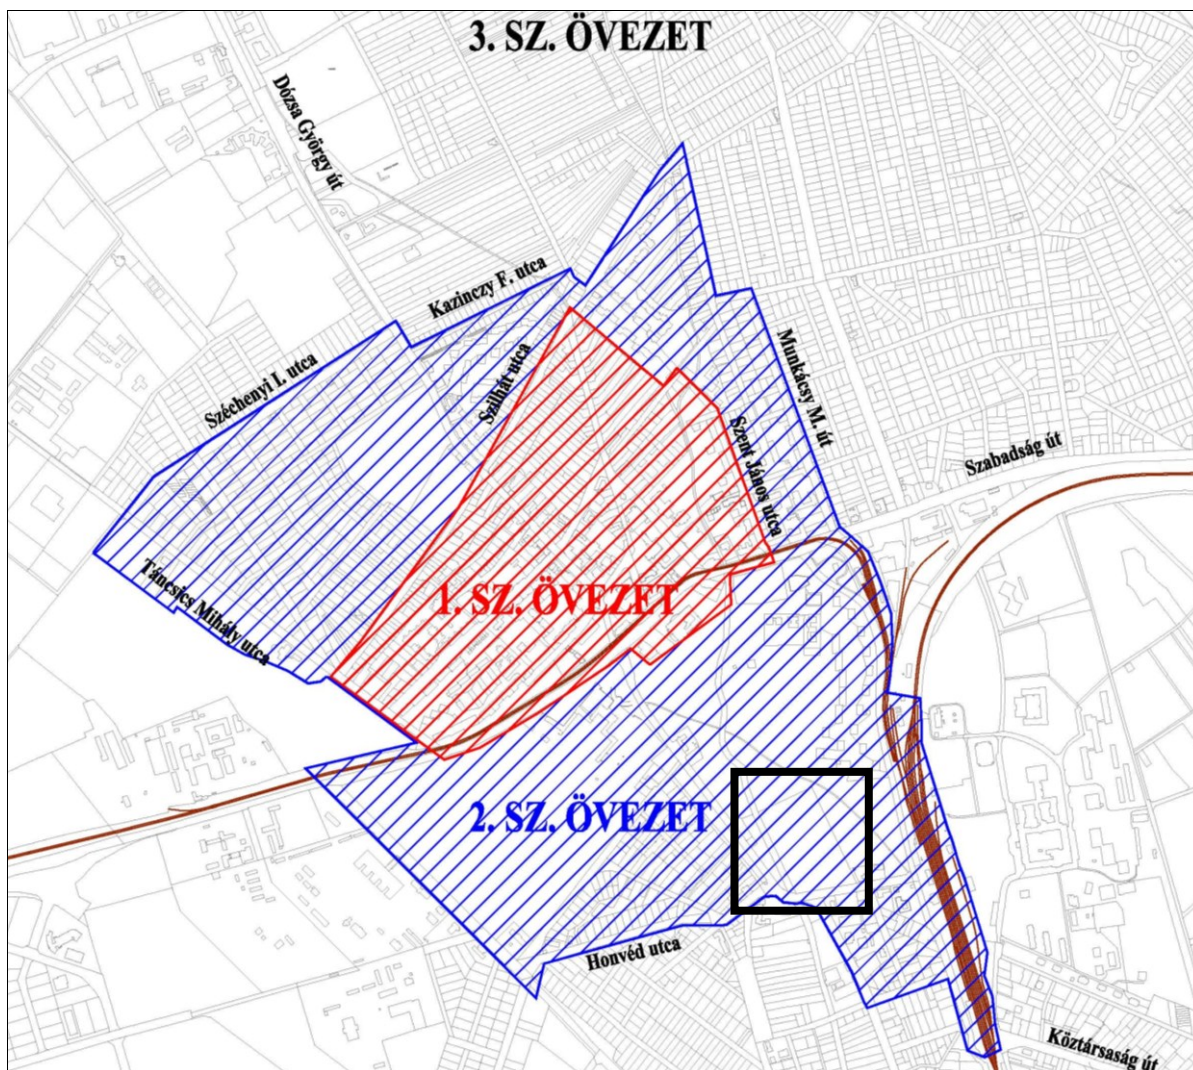 3. SZ. ÖVEZET
Dózsa György út
Kazinczy F. utca
Széchenyi I. utca
Szilhát utca
Munkácsy M. út
Szent János utca
Szabadság út
Táncsics Mihály utca
1. SZ. ÖVEZET
2. SZ. ÖVEZET
Honvéd utca
Köztársaság út